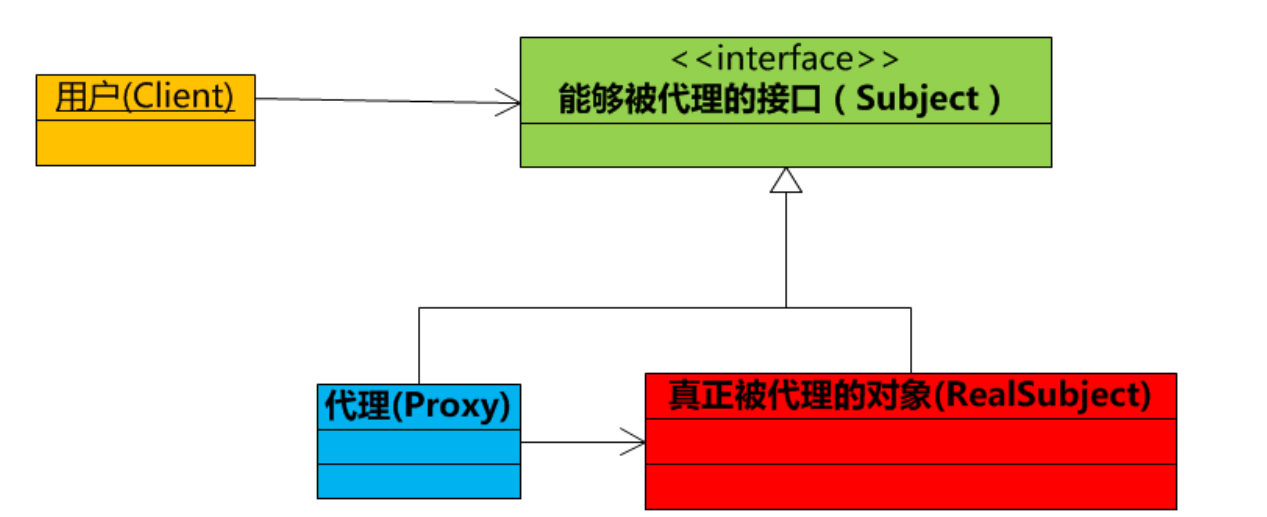 <<interface>>
用户(Client)
能够被代理的接口（Subject）
代理(Proxy)
真正被代理的对象(RealSubject)